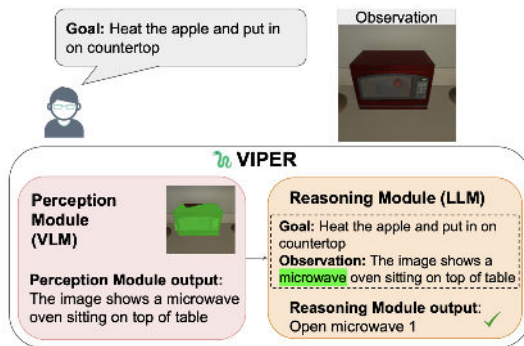 Goal: Heat the apple and put in
on countertop
Observation
VIPER
Perception
Module
(VLM)
Perception Module output:
The image shows a microwave
oven sitting on top of table
Reasoning Module (LLM)
Goal: Heat the apple and put in on
countertop
Observation: The image shows a
microwave oven sitting on top of table
Reasoning Module output:
Open microwave 1